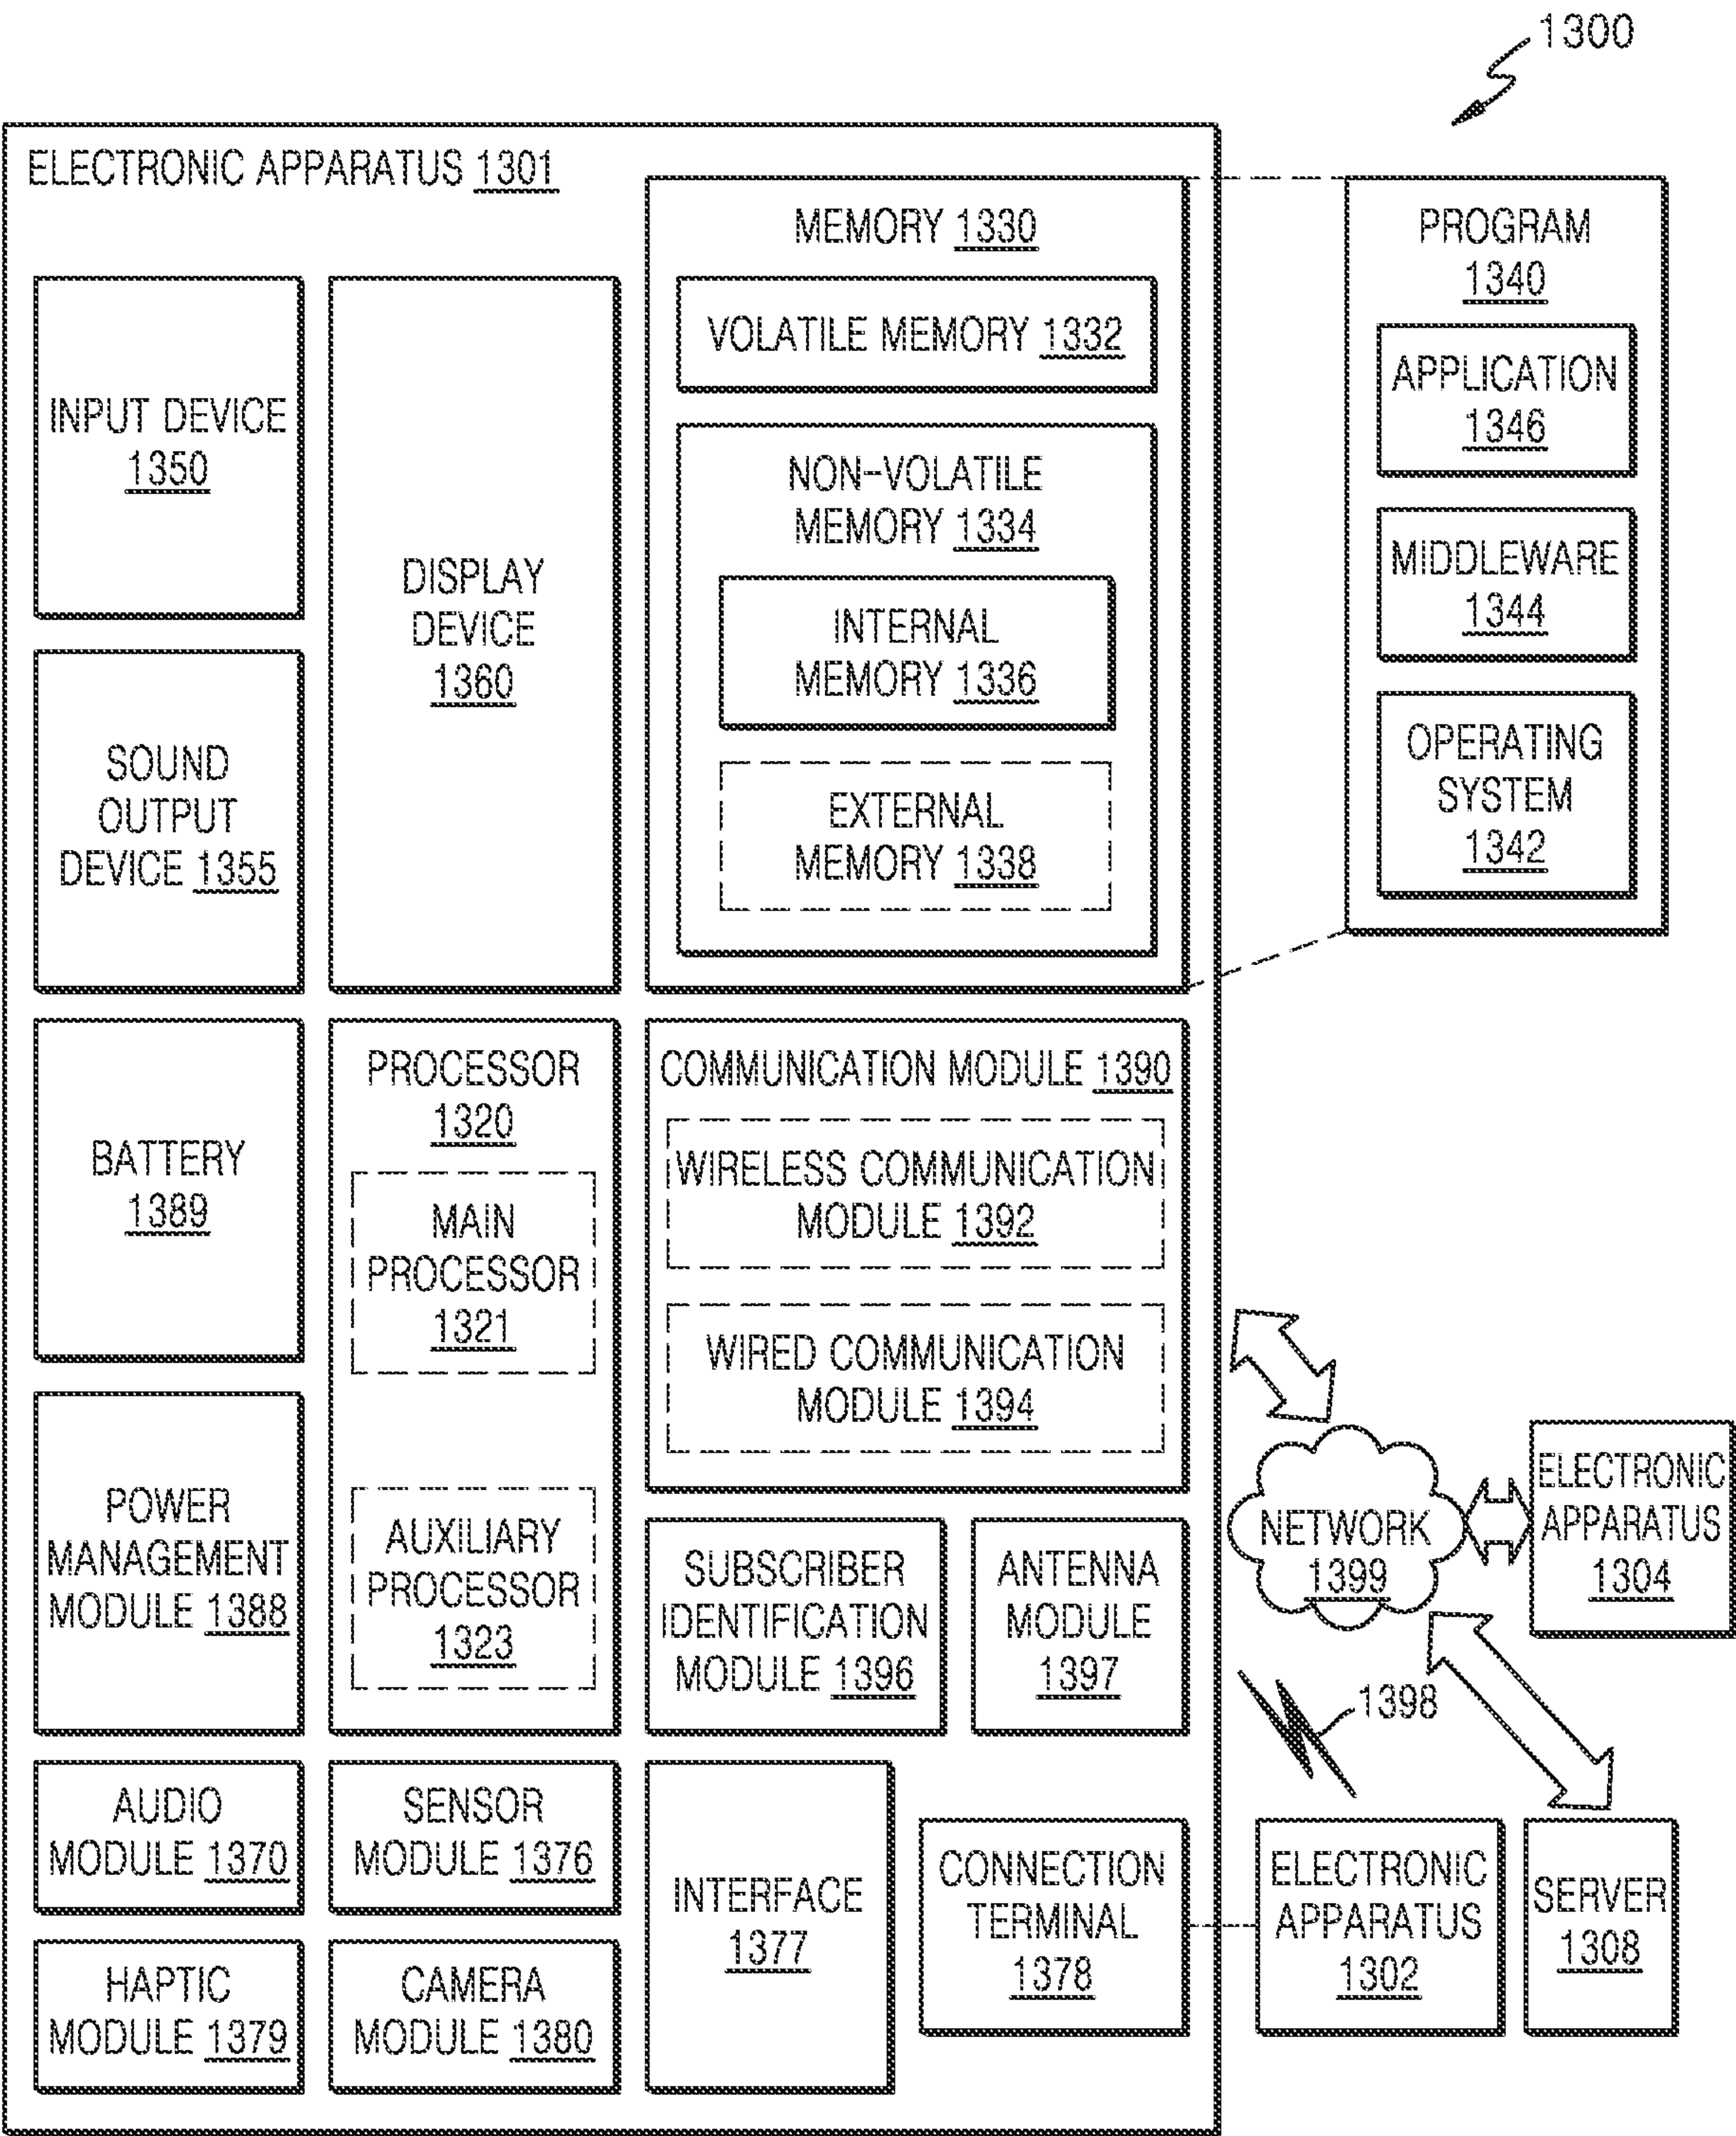 1300
ELECTRONIC APPARATUS 1301
MEMORY 1330
VOLATILE MEMORY 1332
NON-VOLATILE
MEMORY 1334
INTERNAL
MEMORY 1336
EXTERNAL
MEMORY 1338
PROGRAM
1340
APPLICATION
1346
MIDDLEWARE
1344
OPERATING
SYSTEM
1342
INPUT DEVICE
1350
DISPLAY
DEVICE
1360
SOUND
OUTPUT
DEVICE 1355
BATTERY
1389
PROCESSOR
1320
MAIN
PROCESSOR
1321
AUXILIARY
PROCESSOR
1323
COMMUNICATION MODULE 1390
WIRELESS COMMUNICATION
MODULE 1392
WIRED COMMUNICATION
MODULE 1394
POWER
MANAGEMENT
MODULE 1388
SUBSCRIBER
IDENTIFICATION
MODULE 1396
ANTENNA
MODULE
1397
NETWORK
1399
ELECTRONIC
APPARATUS
1304
1398
AUDIO
MODULE 1370
SENSOR
MODULE 1376
INTERFACE
1377
CONNECTION
TERMINAL
1378
ELECTRONIC
APPARATUS
1302
SERVER
1308
HAPTIC
MODULE 1379
CAMERA
MODULE 1380